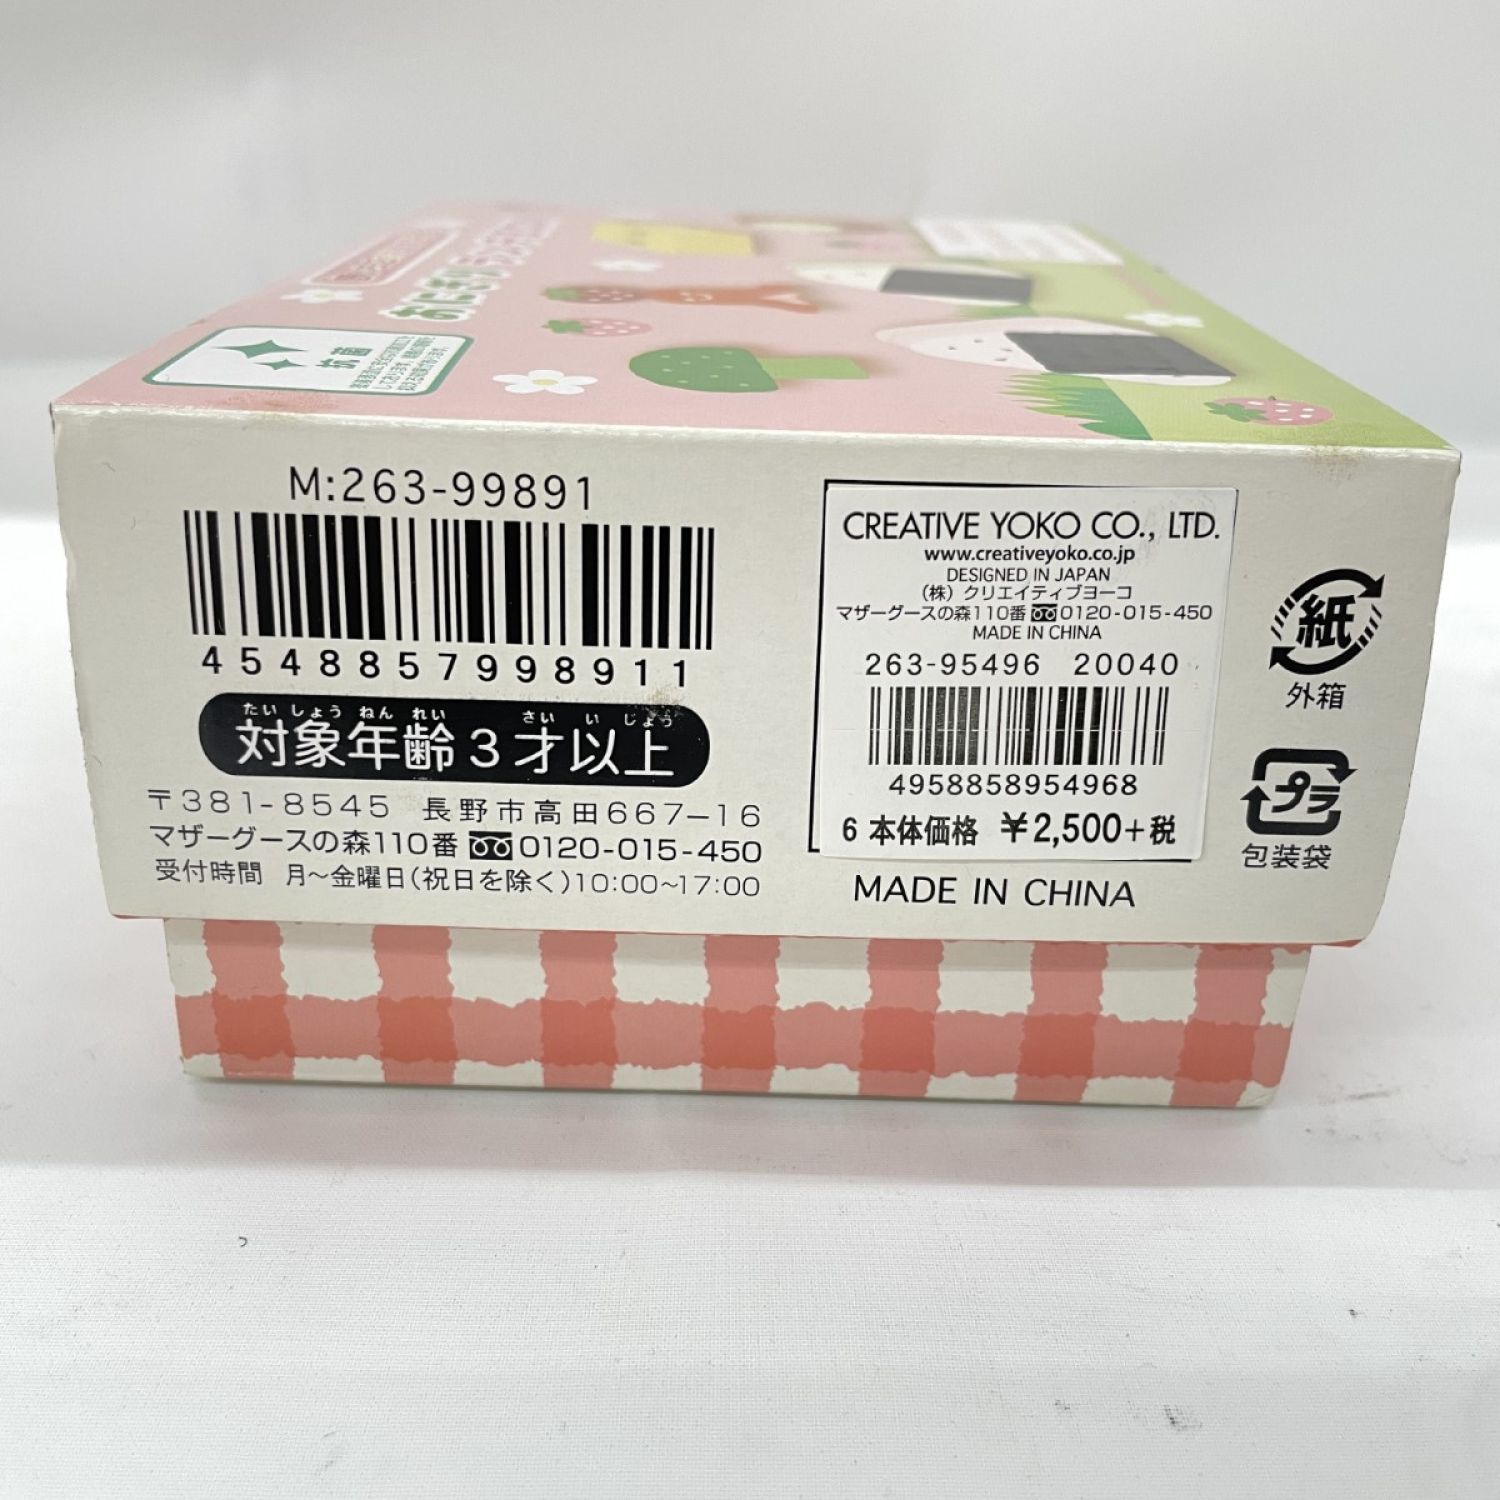 おにぎり
抗菌
M:263-99891
4548857998911
たいしょうねんれい さいいじょう
対象年齢3才以上
〒381-8545 長野市高田667-16
マザーグースの森110番 0120-015-450
受付時間 月～金曜日(祝日を除く)10:00~17:00
CREATIVE YOKO CO., LTD.
www.creativeyoko.co.jp
DESIGNED IN JAPAN
(株)クリエイティブヨーコ
マザーグースの森110番 0120-015-450
MADE IN CHINA
263-95496 20040
4958858954968
6 本体価格 ¥2,500+税
MADE IN CHINA
紙
外箱
プラ
包装袋